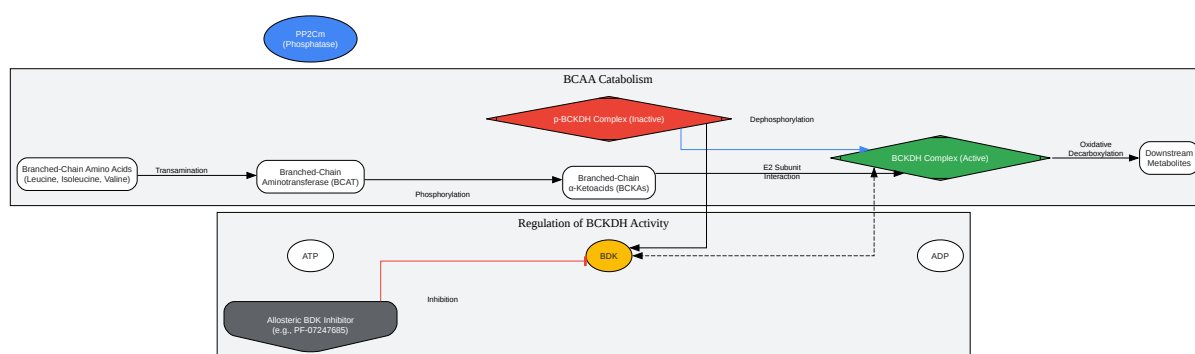 PP2Cm
(Phosphatase)
BCAA Catabolism
p-BCKDH Complex (Inactive)
Dephosphorylation
Branched-Chain Amino Acids
(Leucine, Isoleucine, Valine)
Transamination
Branched-Chain
Aminotransferase (BCAT)
Phosphorylation
Branched-Chain
α-Ketoacids (BCKAs)
E2 Subunit
Interaction
BCKDH Complex (Active)
Oxidative
Decarboxylation
Downstream
Metabolites
Regulation of BCKDH Activity
ATP
BDK
ADP
Inhibition
Allosteric BDK Inhibitor
(e.g., PF-07247685)